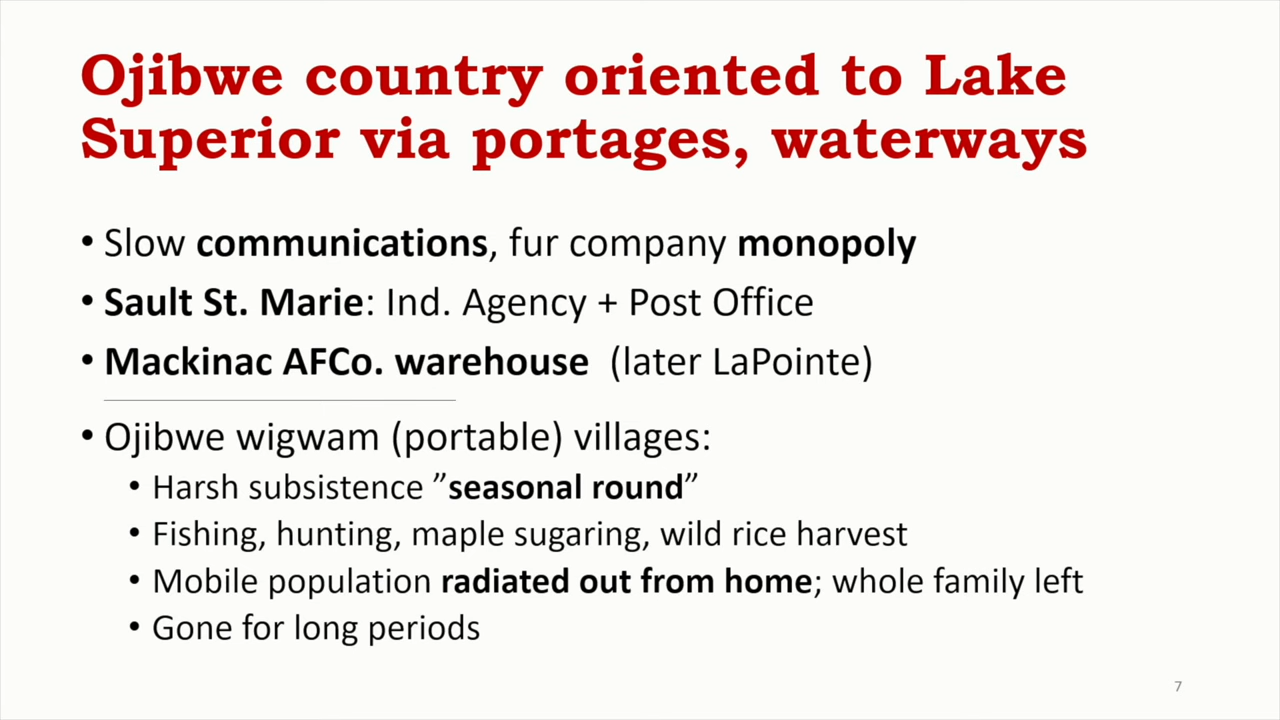 Ojibwe country oriented to Lake
Superior via portages, waterways
• Slow communications, fur company monopoly
• Sault St. Marie: Ind. Agency + Post Office
• Mackinac AFCo. warehouse (later LaPointe)
• Ojibwe wigwam (portable) villages:
• Harsh subsistence ”seasonal round”
• Fishing, hunting, maple sugaring, wild rice harvest
• Mobile population radiated out from home; whole family left
• Gone for long periods
7